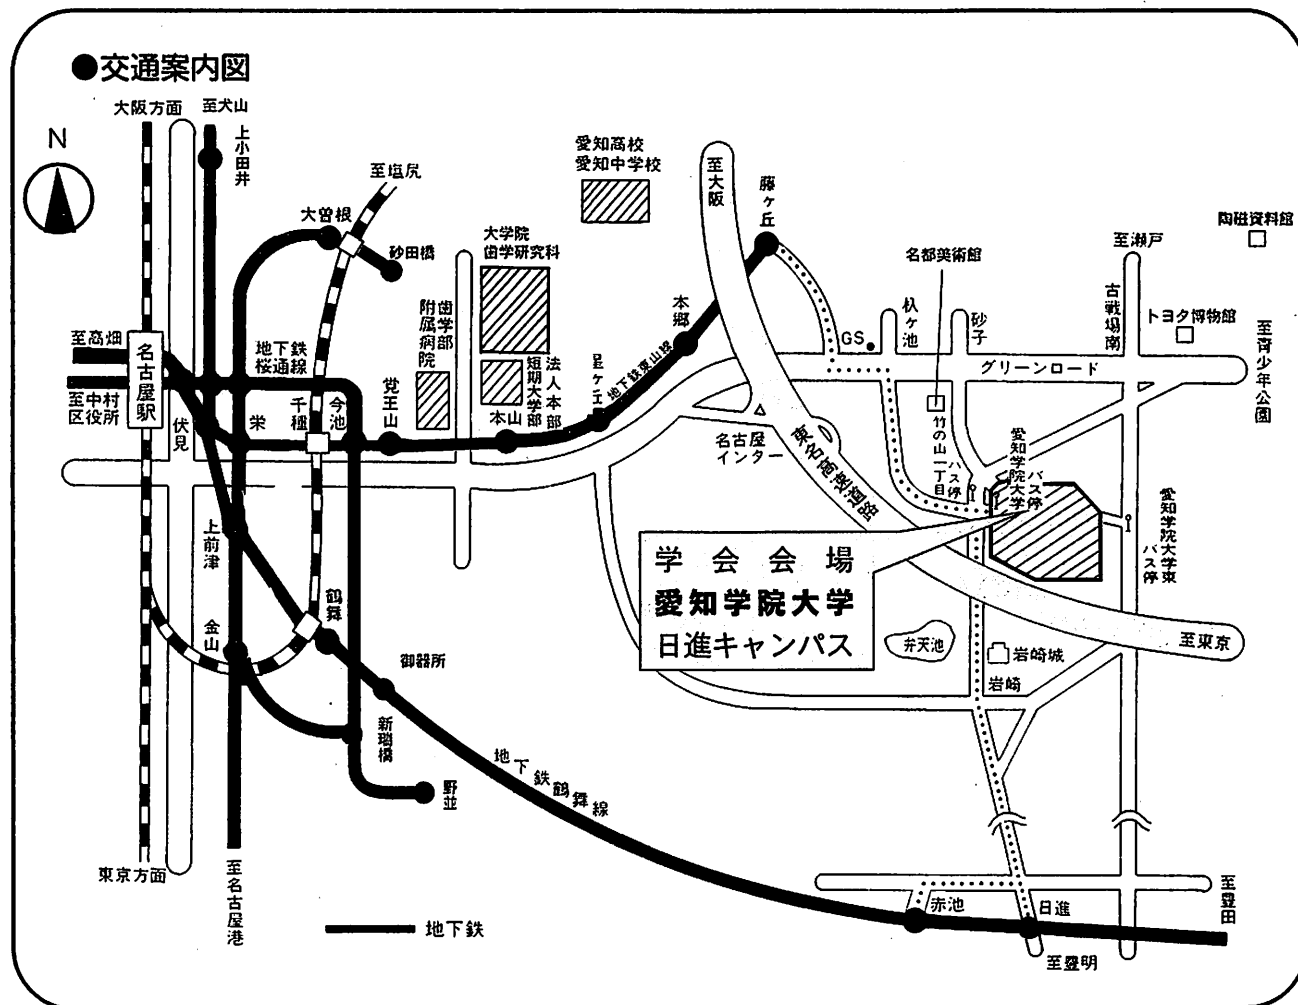 ●交通案内図
大阪方面
至犬山
N
上小田井
至塩尻
大曽根
砂田橋
愛知高校
愛知中学校
至大阪
藤ヶ丘
陶磁資料館
至瀬戸
名都美術館
大学院
歯学研究科
歯学部
附属病院
本郷
古戦場南
トヨタ博物館
至青少年公園
杁ヶ池
砂子
GS
グリーンロード
至高畑
名古屋駅
至中村
区役所
地下鉄
桜通線
伏見
栄
千種
今池
覚王山
本山
法人本部
短期大学部
星ヶ丘
地下鉄東山線
名古屋
インター
東名高速道路
竹の山一丁目
バス停
愛知学院大学
バス停
愛知学院大学東
バス停
学会会場
愛知学院大学
日進キャンパス
上前津
鶴舞
金山
御器所
新瑞橋
野並
弁天池
岩崎城
岩崎
至東京
地下鉄鶴舞線
東京方面
至名古屋港
地下鉄
赤池
日進
至豊田
至豊明